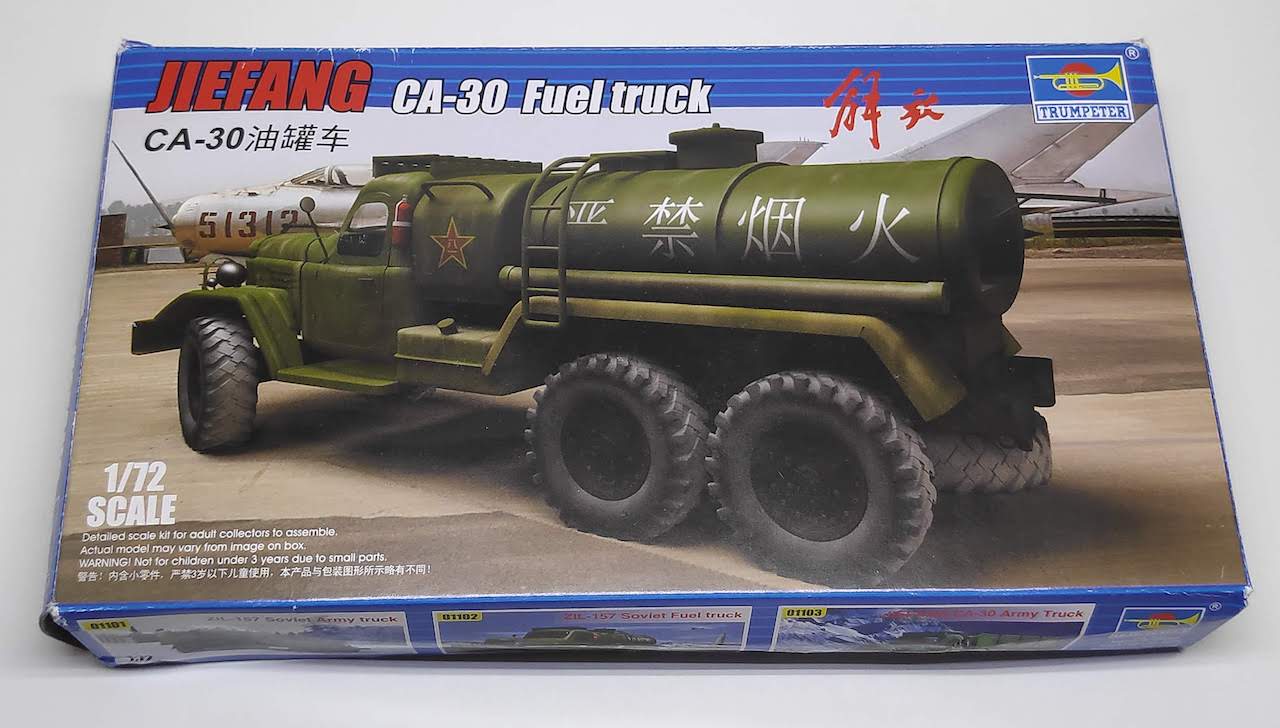 JIEFANG CA-30 Fuel truck
CA-30油罐车
解放
TRUMPETER
®
51313
八一
严禁烟火
1/72
SCALE
Detailed scale kit for adult collectors to assemble.
Actual model may vary from image on box.
WARNING! Not for children under 3 years due to small parts.
警告！内含小零件，严禁3岁以下儿童使用，本产品与包装图形所示略有不同！
01101 ZIL-157 Soviet Army truck
01102 ZIL-157 Soviet Fuel truck
01103 CA-30 Army Truck
TRUMPETER
®